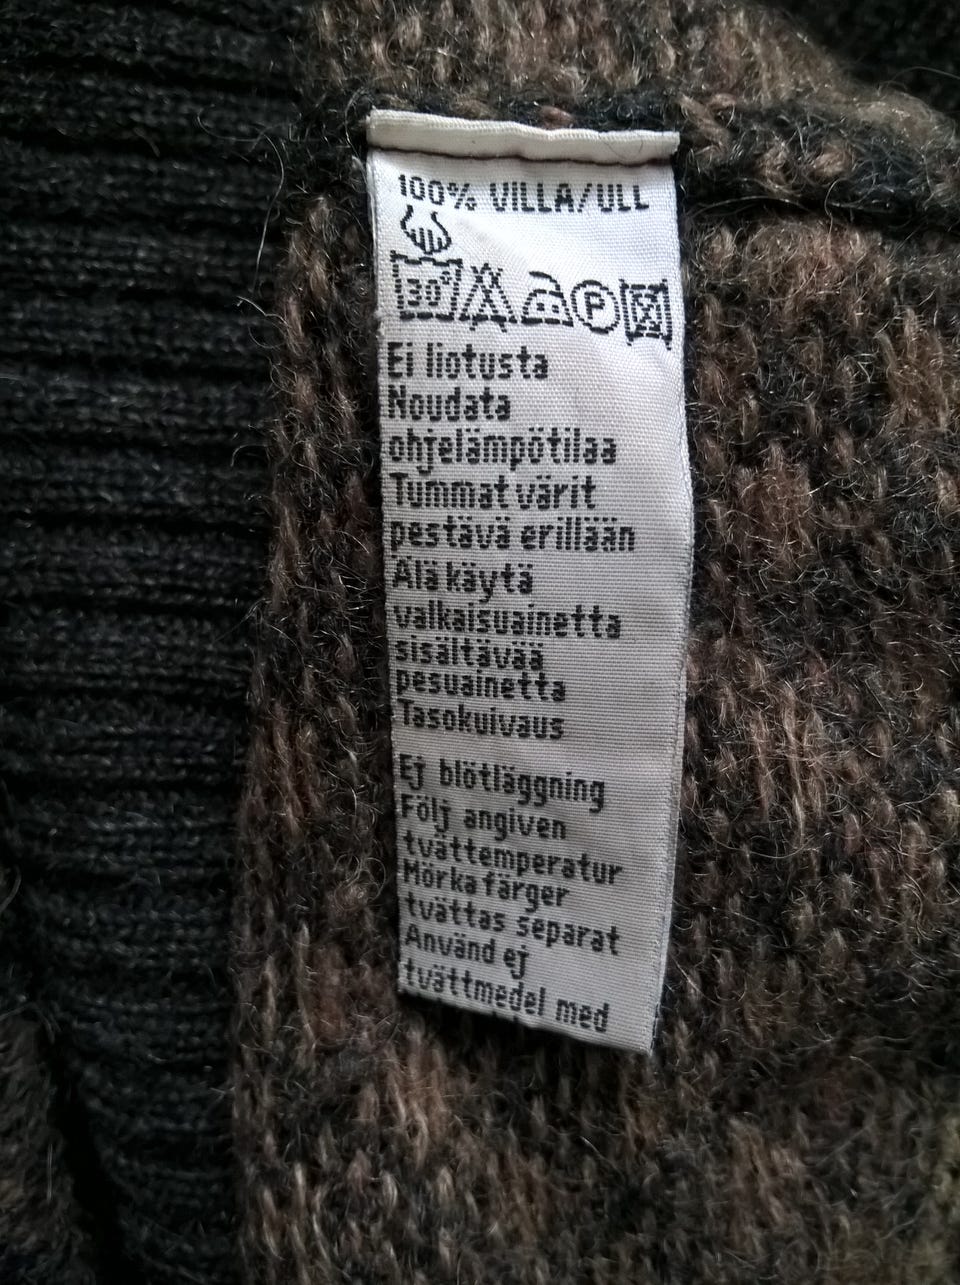 100% VILLA/ULL
30°
P
Ei liotusta
Noudata
ohjelämpötilaa
Tummat värit
pestävä erillään
Älä käytä
valkaisuainetta
sisältävää
pesuainetta
Tasokuivaus
Ej blötläggning
Följ angiven
tvättemperatur
Mörka färger
tvättas separat
Använd ej
tvättmedel med